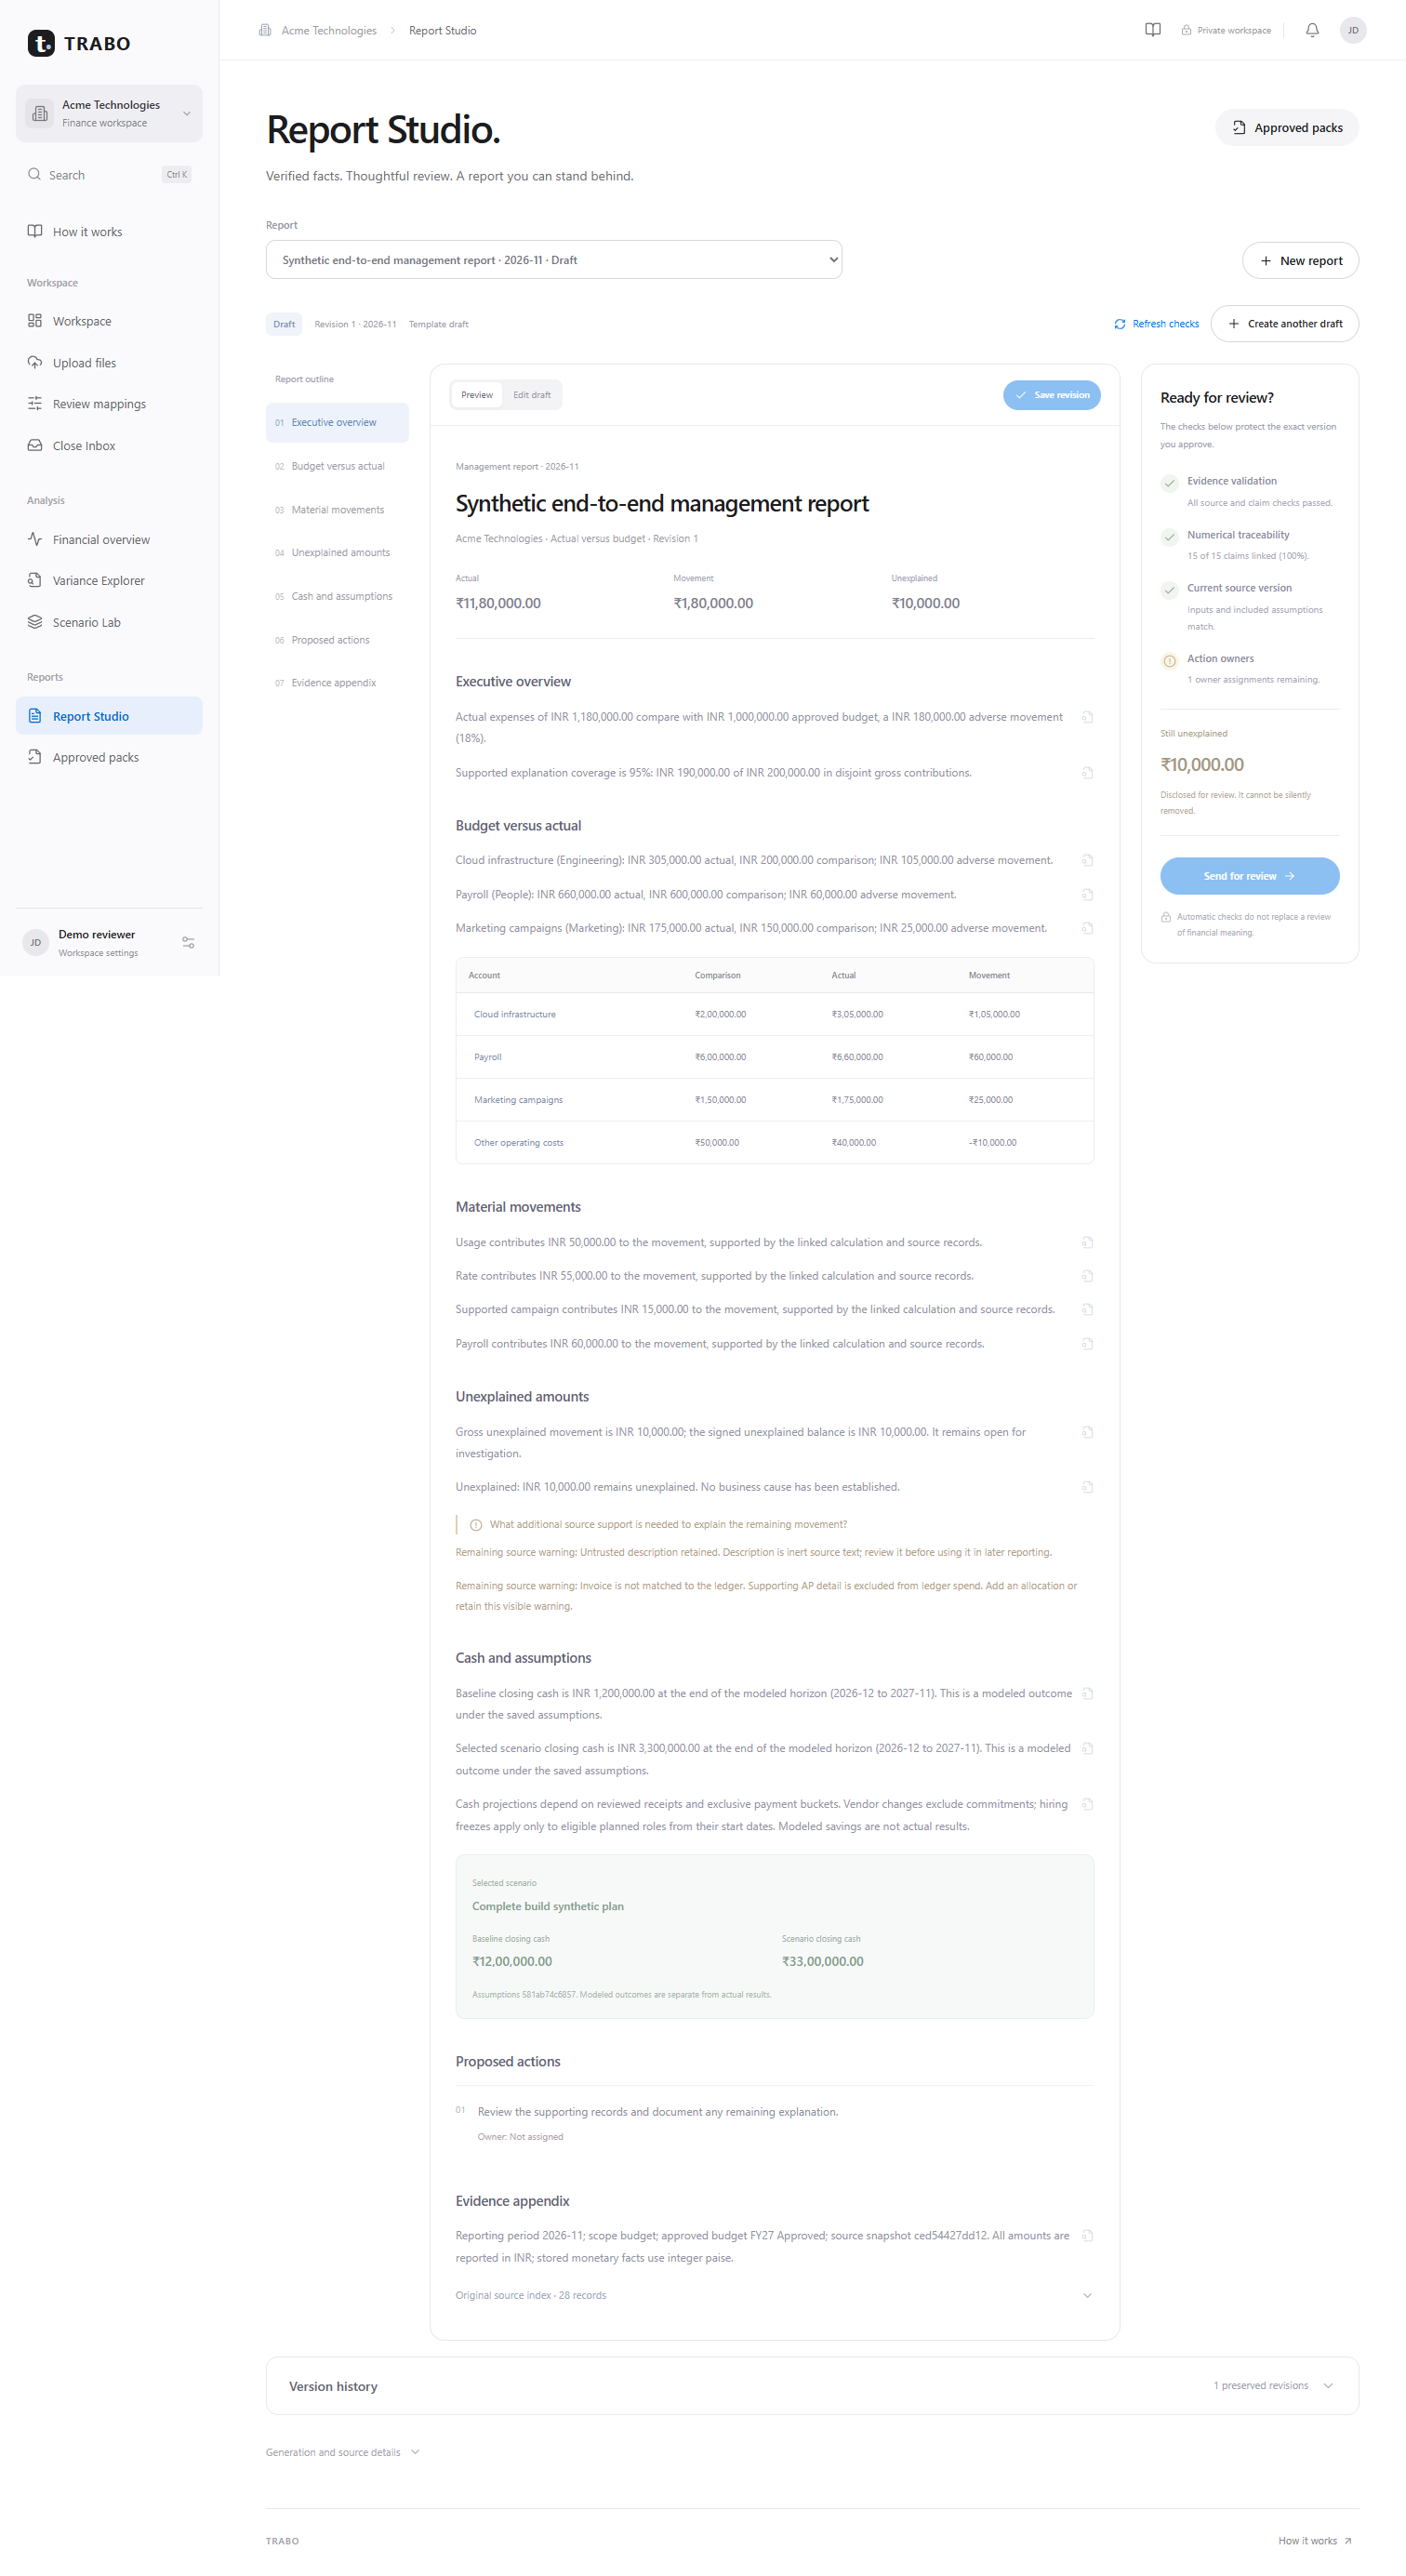 t. TRABO
Acme Technologies
Finance workspace
Search
Ctrl K
How it works
Workspace
Workspace
Upload files
Review mappings
Close Inbox
Analysis
Financial overview
Variance Explorer
Scenario Lab
Reports
Report Studio
Approved packs
JD
Demo reviewer
Workspace settings
Acme Technologies
Report Studio
Private workspace
JD
Report Studio.
Approved packs
Verified facts. Thoughtful review. A report you can stand behind.
Report
Synthetic end-to-end management report · 2026-11 · Draft
New report
Draft
Revision 1 · 2026-11
Template draft
Refresh checks
Create another draft
Report outline
01 Executive overview
02 Budget versus actual
03 Material movements
04 Unexplained amounts
05 Cash and assumptions
06 Proposed actions
07 Evidence appendix
Preview
Edit draft
Save revision
Management report · 2026-11
Synthetic end-to-end management report
Acme Technologies · Actual versus budget · Revision 1
Actual
Movement
Unexplained
₹11,80,000.00
₹1,80,000.00
₹10,000.00
Executive overview
Actual expenses of INR 1,180,000.00 compare with INR 1,000,000.00 approved budget, a INR 180,000.00 adverse movement
(18%).
Supported explanation coverage is 95%: INR 190,000.00 of INR 200,000.00 in disjoint gross contributions.
Budget versus actual
Cloud infrastructure (Engineering): INR 305,000.00 actual, INR 200,000.00 comparison; INR 105,000.00 adverse movement.
Payroll (People): INR 660,000.00 actual, INR 600,000.00 comparison; INR 60,000.00 adverse movement.
Marketing campaigns (Marketing): INR 175,000.00 actual, INR 150,000.00 comparison; INR 25,000.00 adverse movement.
Account Comparison Actual Movement
Cloud infrastructure ₹2,00,000.00 ₹3,05,000.00 ₹1,05,000.00
Payroll ₹6,00,000.00 ₹6,60,000.00 ₹60,000.00
Marketing campaigns ₹1,50,000.00 ₹1,75,000.00 ₹25,000.00
Other operating costs ₹50,000.00 ₹40,000.00 -₹10,000.00
Material movements
Usage contributes INR 50,000.00 to the movement, supported by the linked calculation and source records.
Rate contributes INR 55,000.00 to the movement, supported by the linked calculation and source records.
Supported campaign contributes INR 15,000.00 to the movement, supported by the linked calculation and source records.
Payroll contributes INR 60,000.00 to the movement, supported by the linked calculation and source records.
Unexplained amounts
Gross unexplained movement is INR 10,000.00; the signed unexplained balance is INR 10,000.00. It remains open for
investigation.
Unexplained: INR 10,000.00 remains unexplained. No business cause has been established.
What additional source support is needed to explain the remaining movement?
Remaining source warning: Untrusted description retained. Description is inert source text; review it before using it in later reporting.
Remaining source warning: Invoice is not matched to the ledger. Supporting AP detail is excluded from ledger spend. Add an allocation or
retain this visible warning.
Cash and assumptions
Baseline closing cash is INR 1,200,000.00 at the end of the modeled horizon (2026-12 to 2027-11). This is a modeled outcome
under the saved assumptions.
Selected scenario closing cash is INR 3,300,000.00 at the end of the modeled horizon (2026-12 to 2027-11). This is a modeled
outcome under the saved assumptions.
Cash projections depend on reviewed receipts and exclusive payment buckets. Vendor changes exclude commitments; hiring
freezes apply only to eligible planned roles from their start dates. Modeled savings are not actual results.
Selected scenario
Complete build synthetic plan
Baseline closing cash
Scenario closing cash
₹12,00,000.00
₹33,00,000.00
Assumptions 581ab74c6857. Modeled outcomes are separate from actual results.
Proposed actions
01 Review the supporting records and document any remaining explanation.
Owner: Not assigned
Evidence appendix
Reporting period 2026-11; scope budget; approved budget FY27 Approved; source snapshot ced54427dd12. All amounts are
reported in INR; stored monetary facts use integer paise.
Original source index · 28 records
Ready for review?
The checks below protect the exact version
you approve.
Evidence validation
All source and claim checks passed.
Numerical traceability
15 of 15 claims linked (100%).
Current source version
Inputs and included assumptions
match.
Action owners
1 owner assignments remaining.
Still unexplained
₹10,000.00
Disclosed for review. It cannot be silently
removed.
Send for review
Automatic checks do not replace a review
of financial meaning.
Version history
1 preserved revisions
Generation and source details
TRABO
How it works